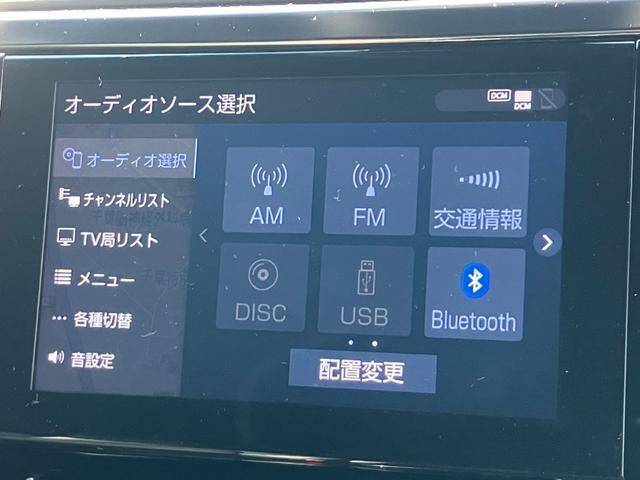 オーディオソース選択
DCM
DCM
オーディオ選択
チャンネルリスト
TV局リスト
メニュー
各種切替
音設定
AM
FM
交通情報
DISC
USB
Bluetooth
配置変更